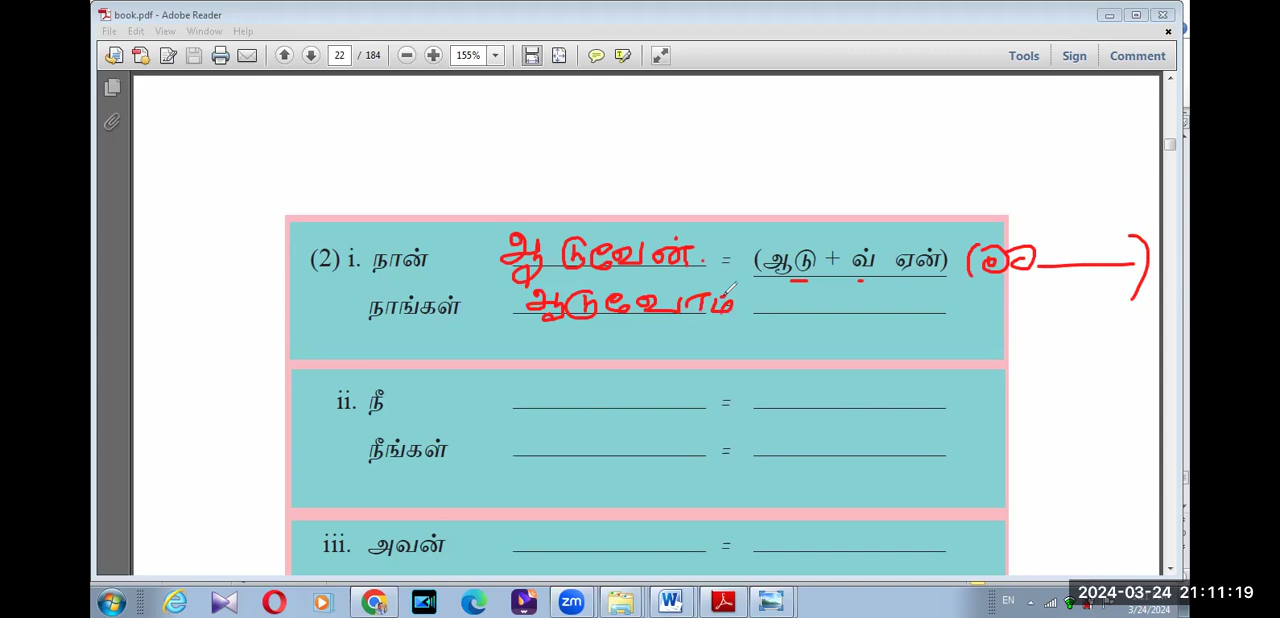 book.pdf - Adobe Reader
File Edit View Window Help
22 / 184 155% Tools Sign Comment
(2) i. நான் ஆடுவேன். = (ஆடு + வ் ஏன்)
நாங்கள் ஆடுவோம்
ii. நீ =
நீங்கள் =
iii. அவன் =
EN 2024-03-24 21:11:19
3/24/2024